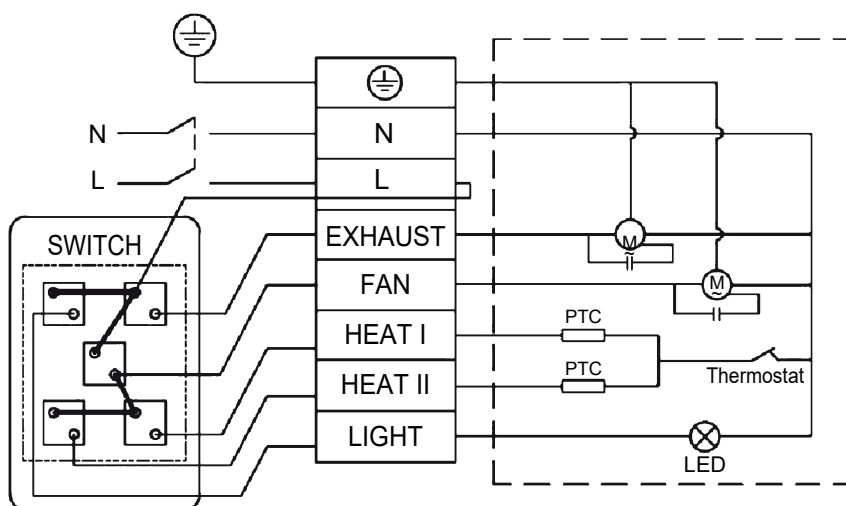 N
N
L
L
SWITCH
EXHAUST
M
~
FAN
M
~
HEAT I
PTC
HEAT II
PTC
Thermostat
LIGHT
LED